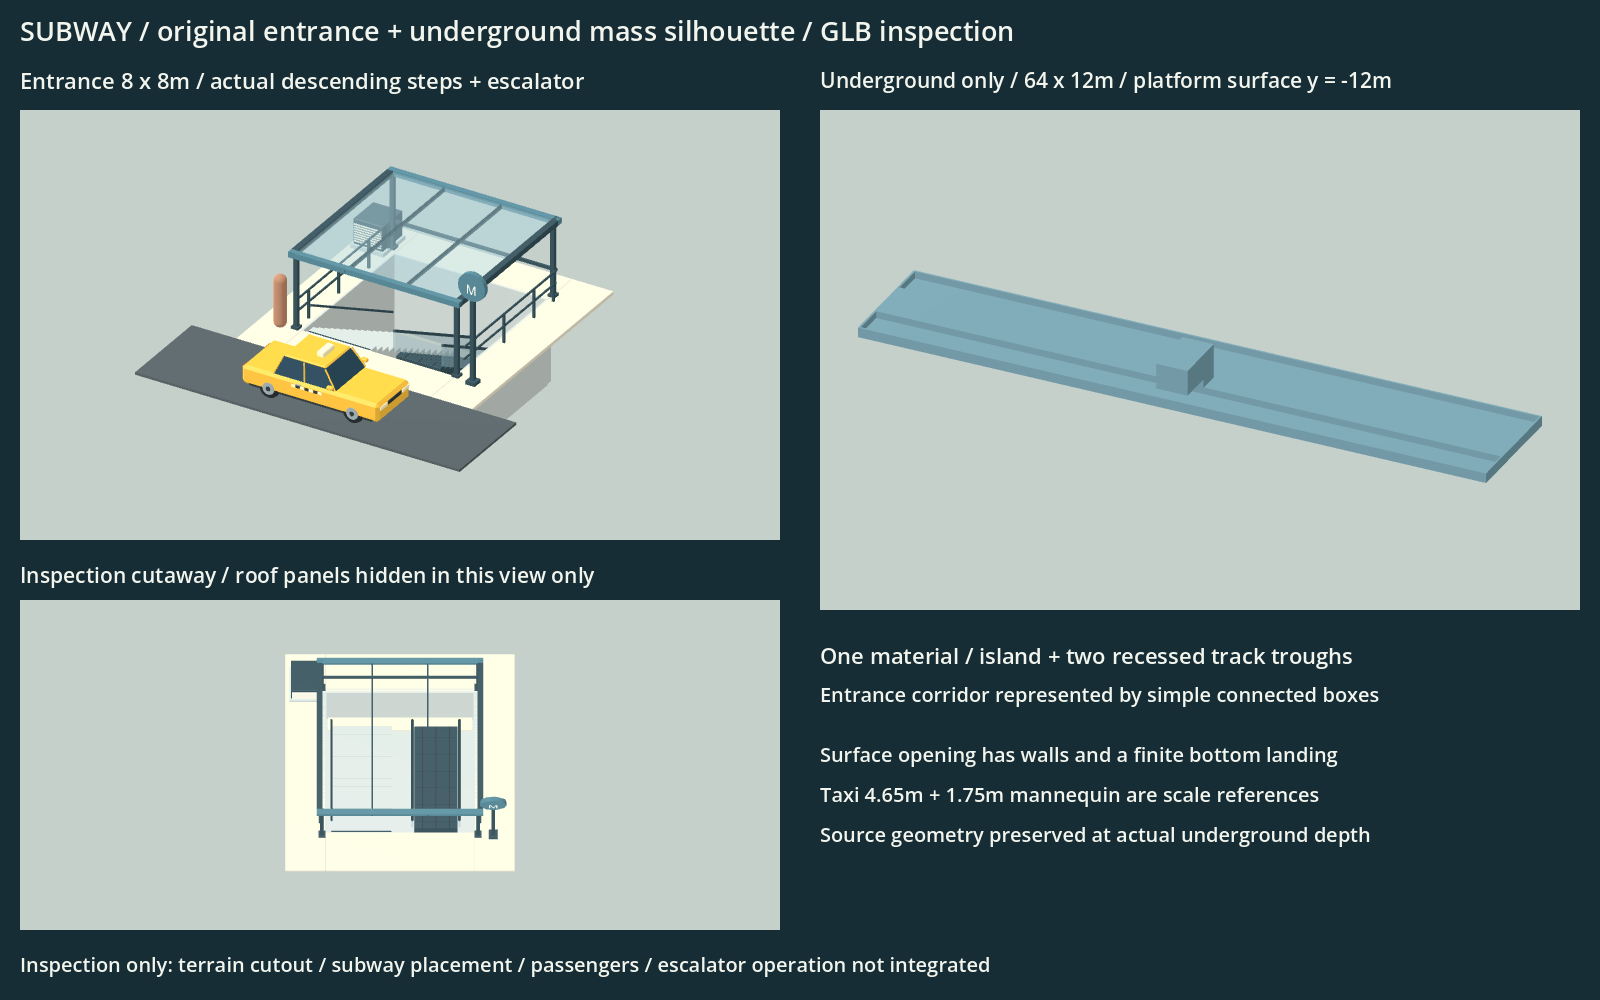 SUBWAY / original entrance + underground mass silhouette / GLB inspection
Entrance 8 x 8m / actual descending steps + escalator
M
Inspection cutaway / roof panels hidden in this view only
M
Underground only / 64 x 12m / platform surface y = -12m
One material / island + two recessed track troughs
Entrance corridor represented by simple connected boxes
Surface opening has walls and a finite bottom landing
Taxi 4.65m + 1.75m mannequin are scale references
Source geometry preserved at actual underground depth
Inspection only: terrain cutout / subway placement / passengers / escalator operation not integrated